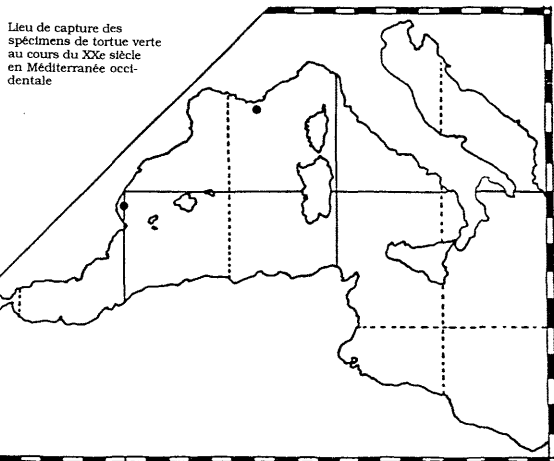 Lieu de capture des
spécimens de tortue verte
au cours du XXe siècle
en Méditerranée occi-
dentale